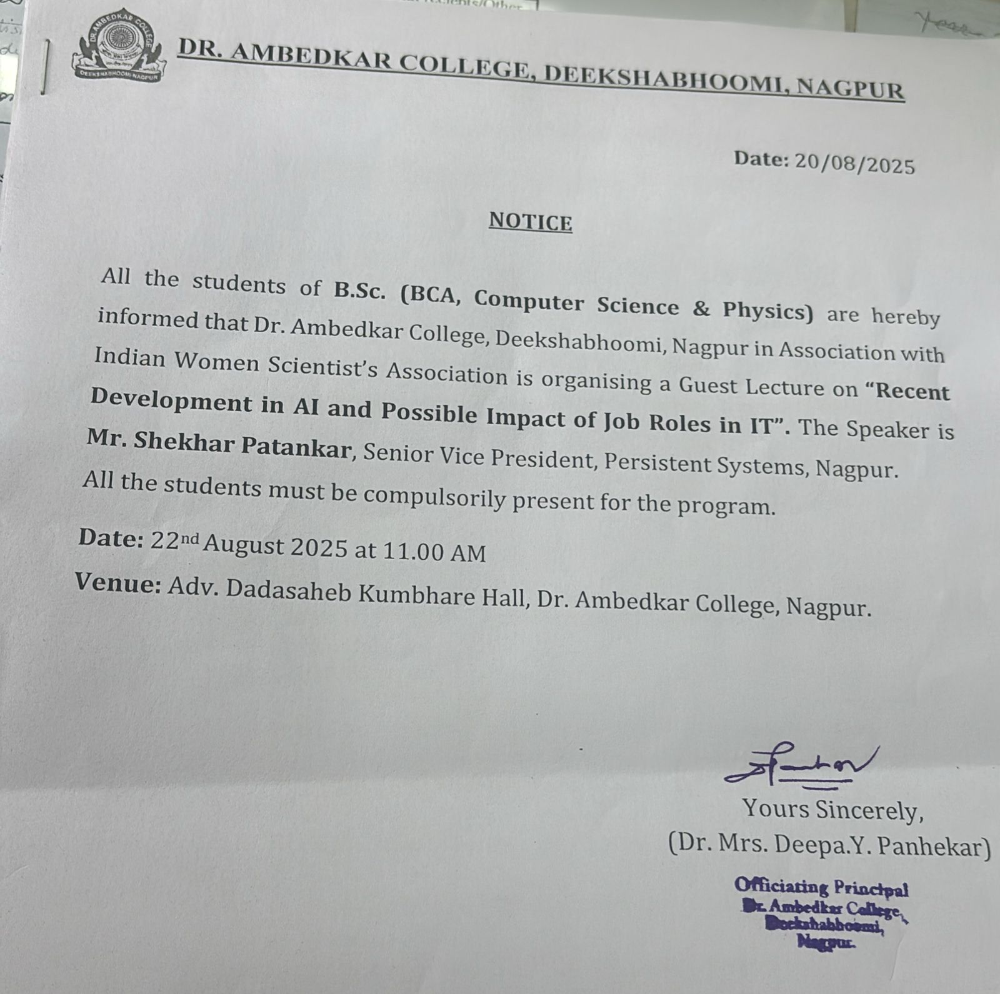 ents/Other
DR. AMBEDKAR COLLEGE
DEEKSHABHOOMI-NAGPUR
DR. AMBEDKAR COLLEGE, DEEKSHABHOOMI, NAGPUR
Date: 20/08/2025
NOTICE
All the students of B.Sc. (BCA, Computer Science & Physics) are hereby
informed that Dr. Ambedkar College, Deekshabhoomi, Nagpur in Association with
Indian Women Scientist’s Association is organising a Guest Lecture on “Recent
Development in AI and Possible Impact of Job Roles in IT”. The Speaker is
Mr. Shekhar Patankar, Senior Vice President, Persistent Systems, Nagpur.
All the students must be compulsorily present for the program.
Date: 22nd August 2025 at 11.00 AM
Venue: Adv. Dadasaheb Kumbhare Hall, Dr. Ambedkar College, Nagpur.
Yours Sincerely,
(Dr. Mrs. Deepa.Y. Panhekar)
Officiating Principal
Dr. Ambedkar College,
Deekshabhoomi,
Nagpur.